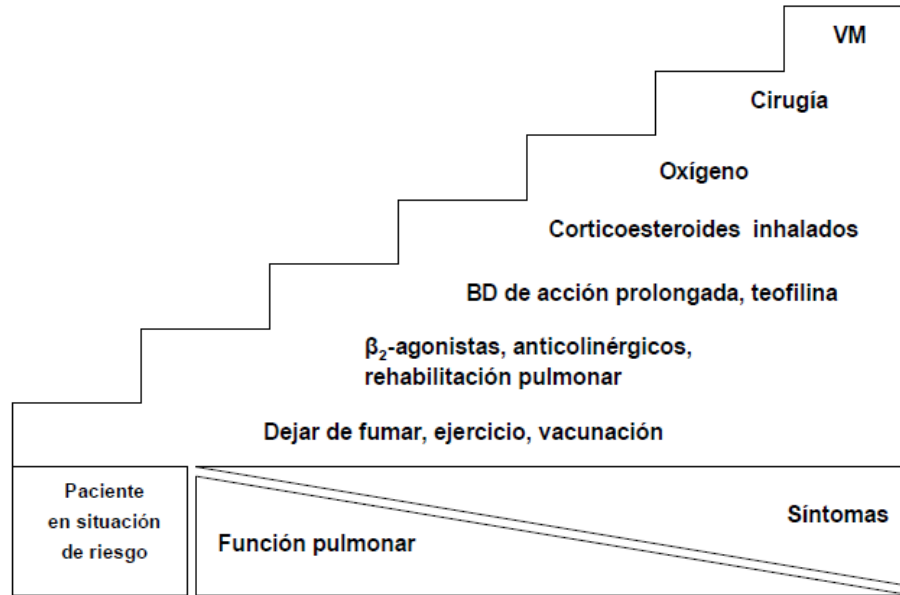 VM
Cirugía
Oxígeno
Corticoesteroides inhalados
BD de acción prolongada, teofilina
β₂-agonistas, anticolinérgicos,
rehabilitación pulmonar
Dejar de fumar, ejercicio, vacunación
Paciente
en situación
de riesgo
Función pulmonar
Síntomas